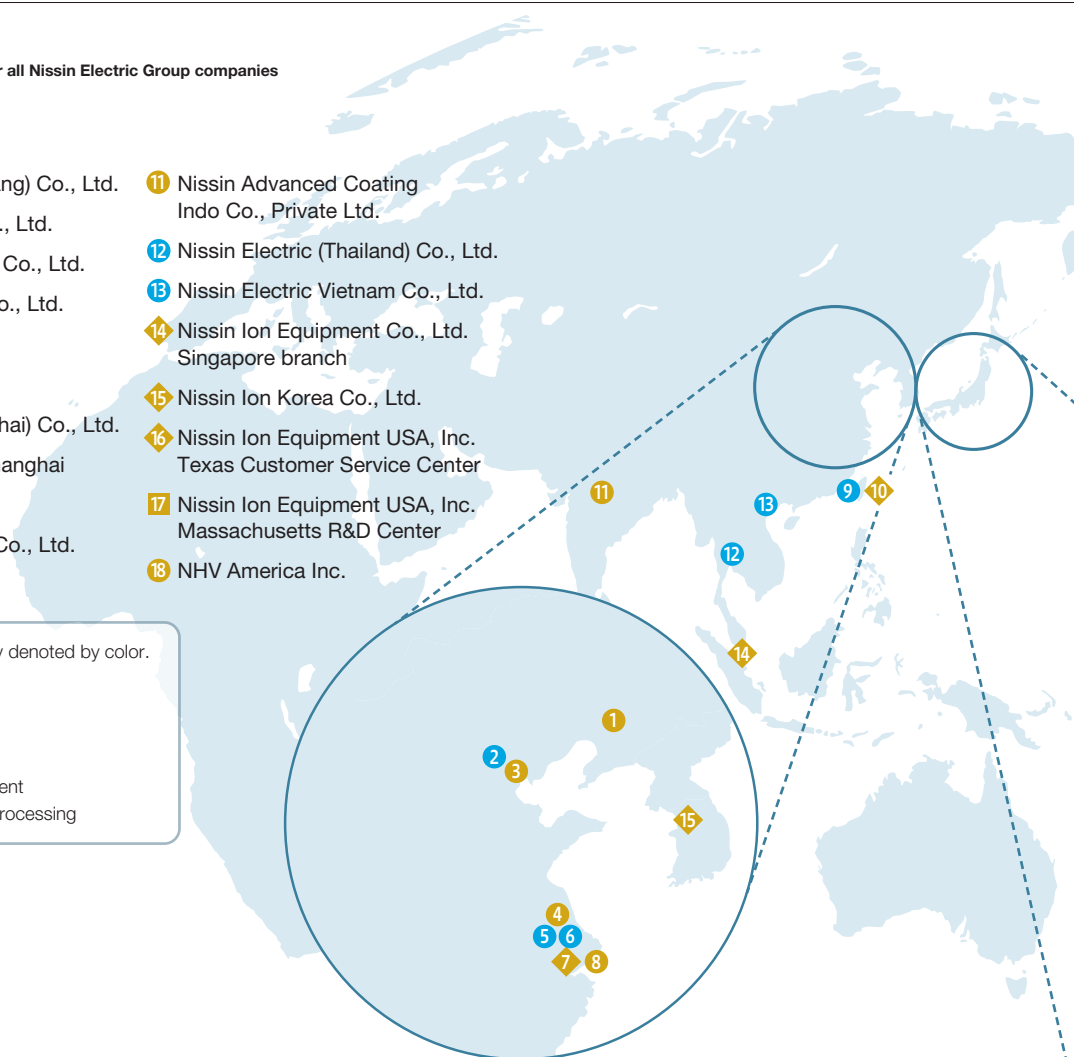 r all Nissin Electric Group companies
ang) Co., Ltd.
., Ltd.
Co., Ltd.
o., Ltd.
hai) Co., Ltd.
hanghai
Co., Ltd.
11 Nissin Advanced Coating
Indo Co., Private Ltd.
12 Nissin Electric (Thailand) Co., Ltd.
13 Nissin Electric Vietnam Co., Ltd.
14 Nissin Ion Equipment Co., Ltd.
Singapore branch
15 Nissin Ion Korea Co., Ltd.
16 Nissin Ion Equipment USA, Inc.
Texas Customer Service Center
17 Nissin Ion Equipment USA, Inc.
Massachusetts R&D Center
18 NHV America Inc.
y denoted by color.
ent
rocessing
11
13
9
10
12
14
1
2
3
15
4
5
6
7
8